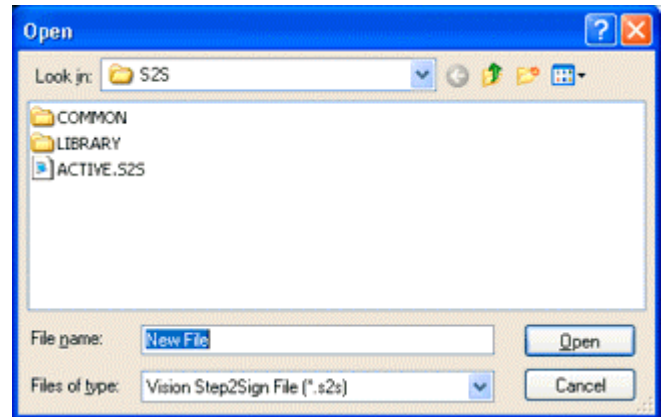 Open
Look in: S2S
COMMON
LIBRARY
ACTIVE.S2S
File name: New File Open
Files of type: Vision Step2Sign File (*.s2s) Cancel